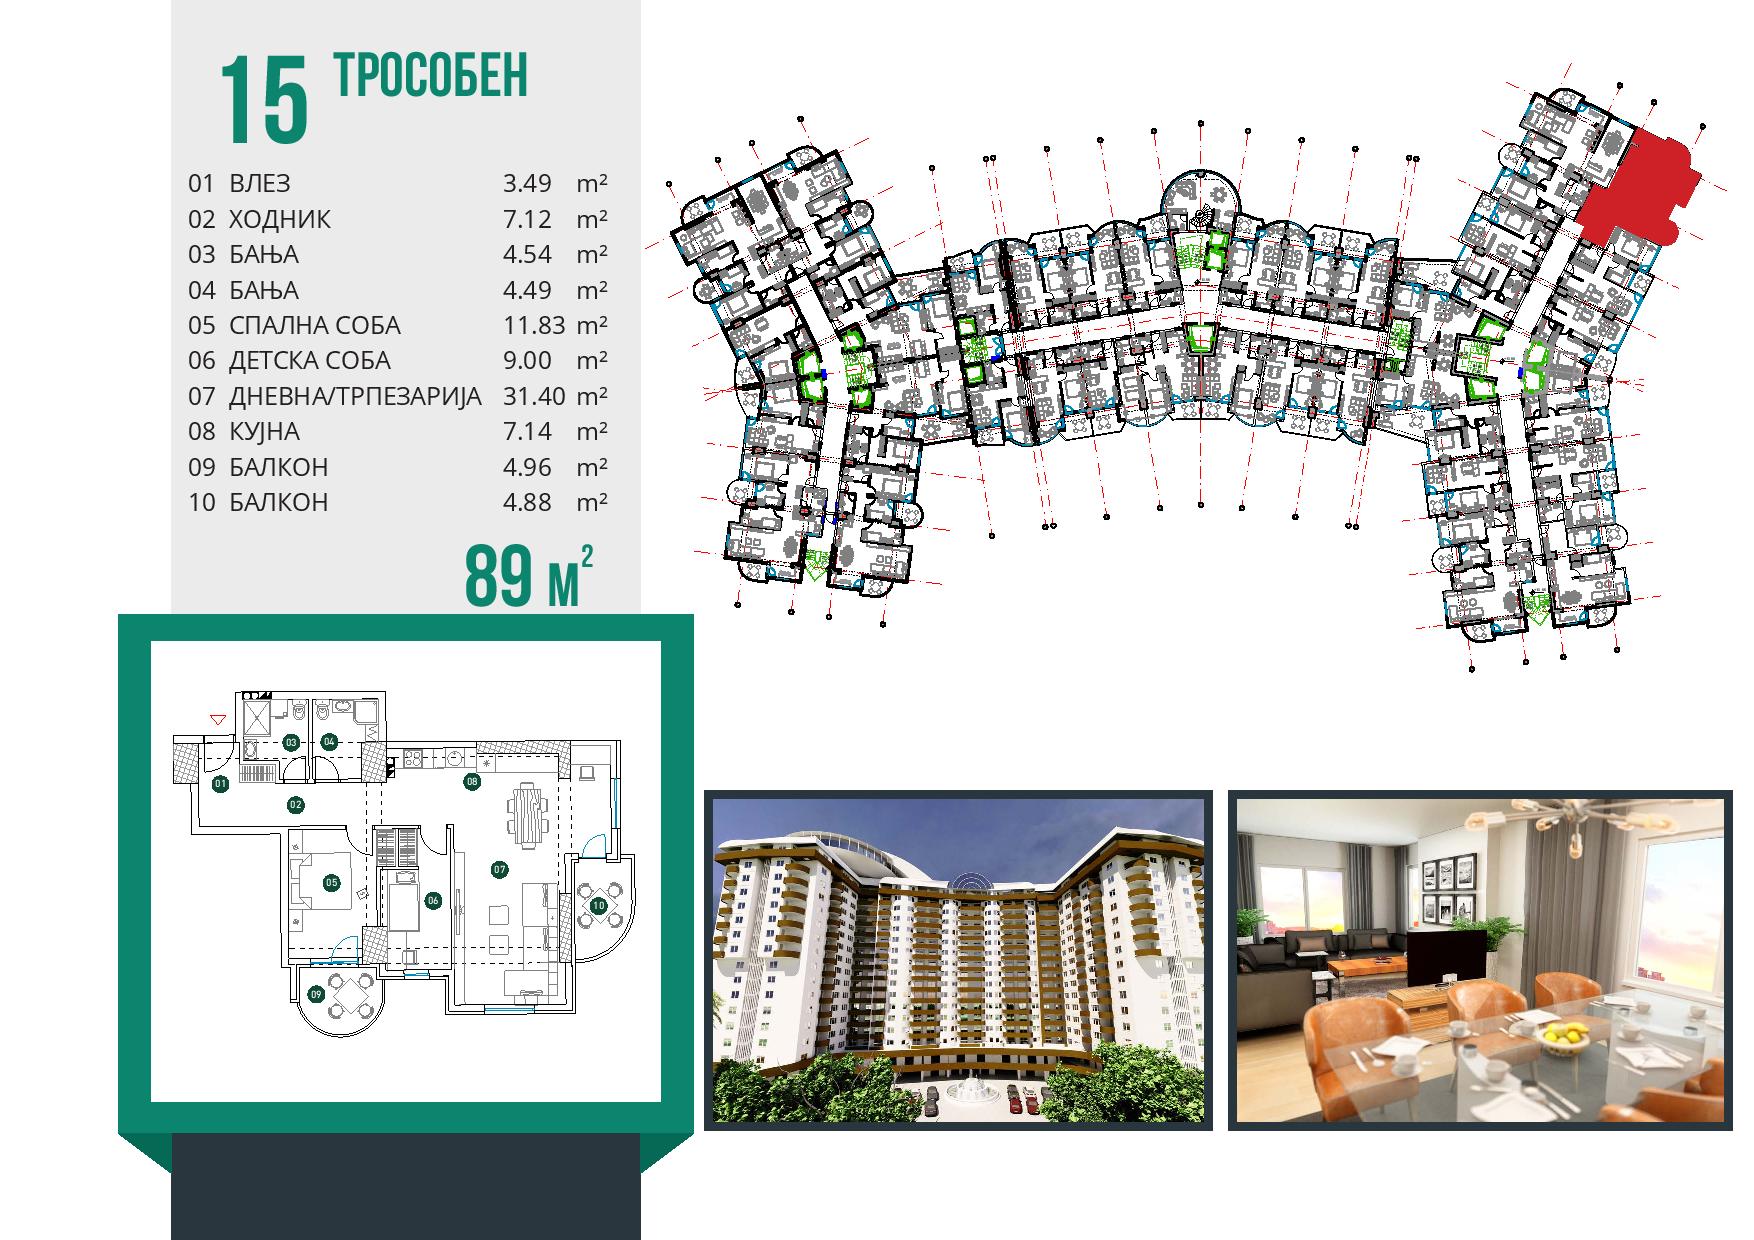 15 ТРОСОБЕН
01 ВЛЕЗ 3.49 m²
02 ХОДНИК 7.12 m²
03 БАЊА 4.54 m²
04 БАЊА 4.49 m²
05 СПАЛНА СОБА 11.83 m²
06 ДЕТСКА СОБА 9.00 m²
07 ДНЕВНА/ТРПЕЗАРИЈА 31.40 m²
08 КУЈНА 7.14 m²
09 БАЛКОН 4.96 m²
10 БАЛКОН 4.88 m²
89 м²
03 04
01 08
02
07
05
06 10
09